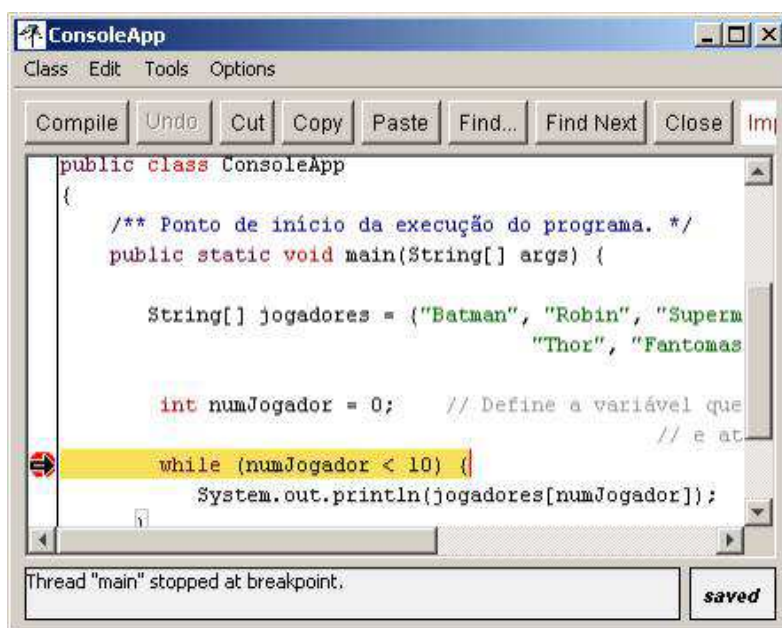 ConsoleApp
Class Edit Tools Options
Compile Undo Cut Copy Paste Find... Find Next Close
public class ConsoleApp
{
/** Ponto de início da execução do programa. */
public static void main(String[] args) {
String[] jogadores = {"Batman", "Robin", "Superm
"Thor", "Fantomas
int numJogador = 0; // Define a variável que
// e at
while (numJogador < 10) {
System.out.println(jogadores[numJogador]);
}
Thread "main" stopped at breakpoint.
saved